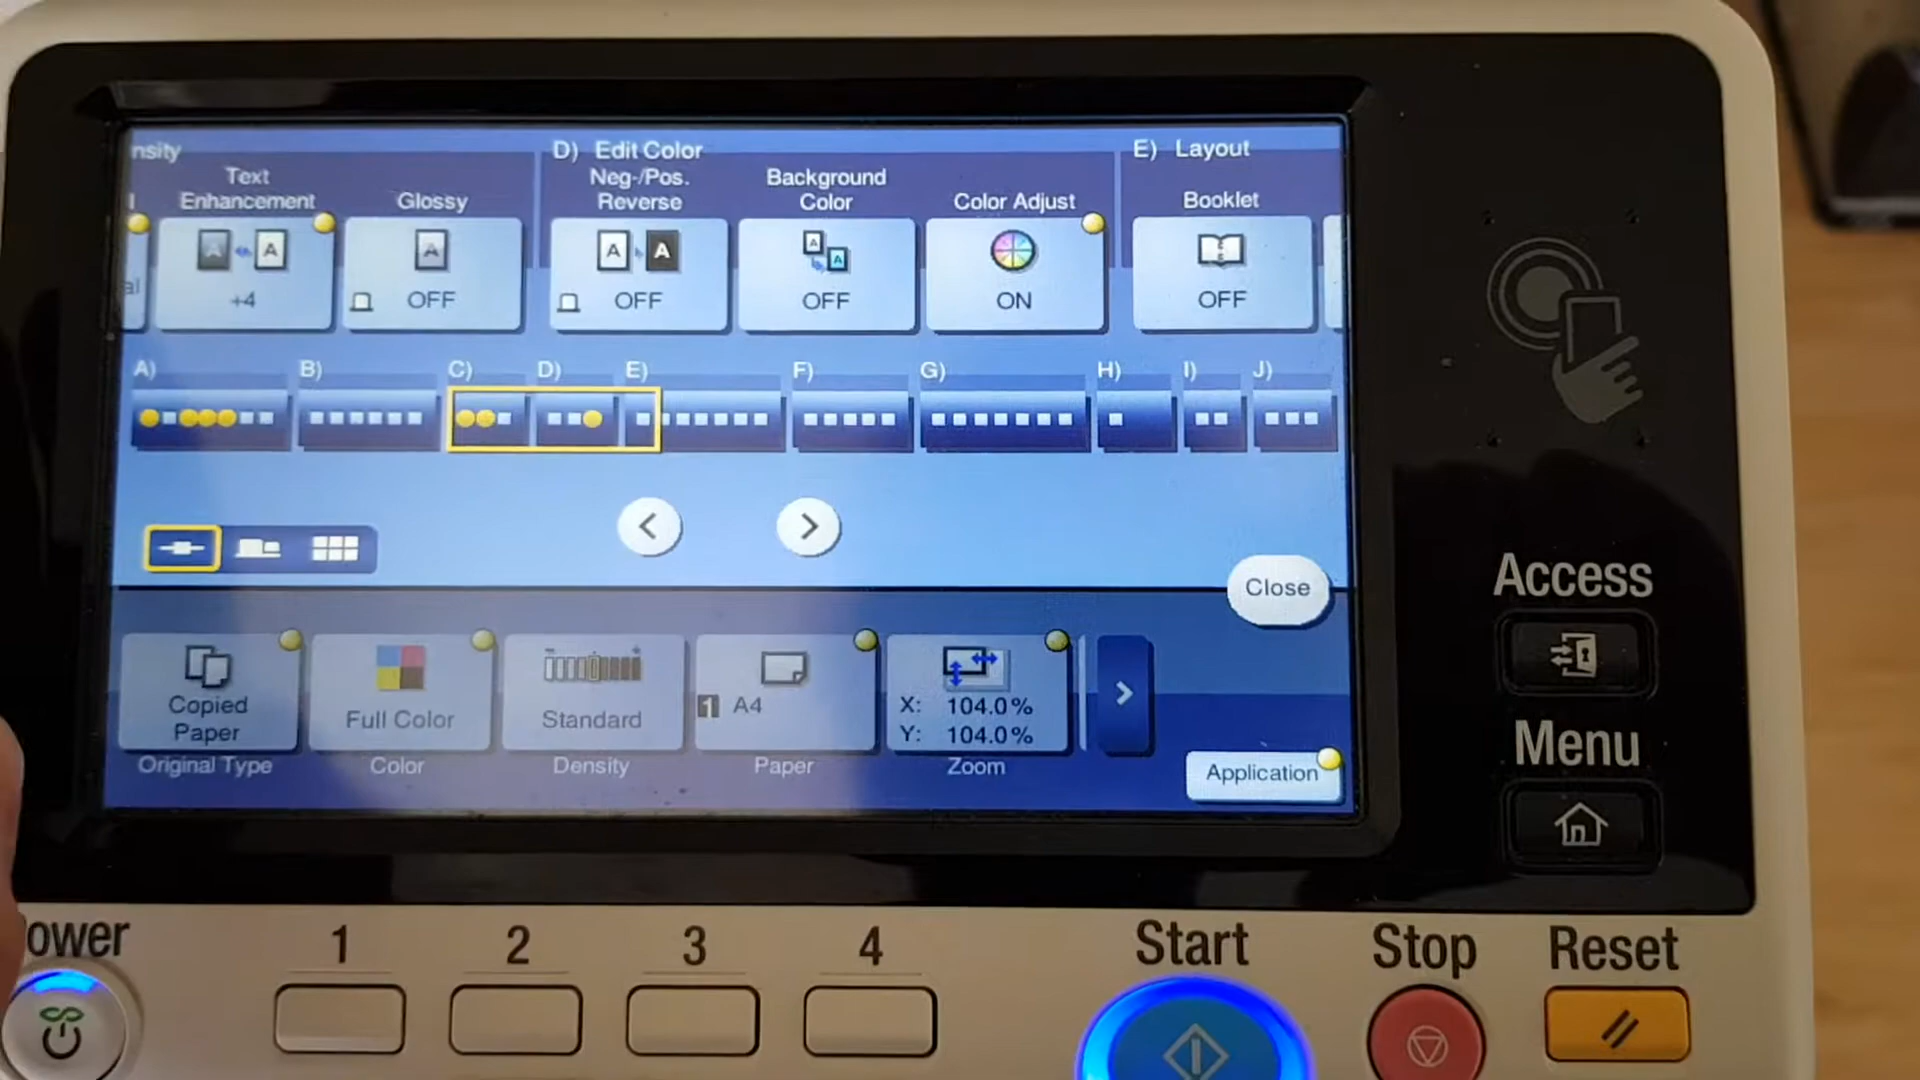 nsity
D) Edit Color
E) Layout
Text
Enhancement
Glossy
Neg-/Pos.
Reverse
Background
Color
Color Adjust
Booklet
al
+4
OFF
OFF
OFF
ON
OFF
A) B) C) D) E) F) G) H) I) J)
Close
Copied
Paper
Full Color
Standard
1 A4
X: 104.0%
Y: 104.0%
Original Type
Color
Density
Paper
Zoom
Application
Access
Menu
ower
1
2
3
4
Start
Stop
Reset